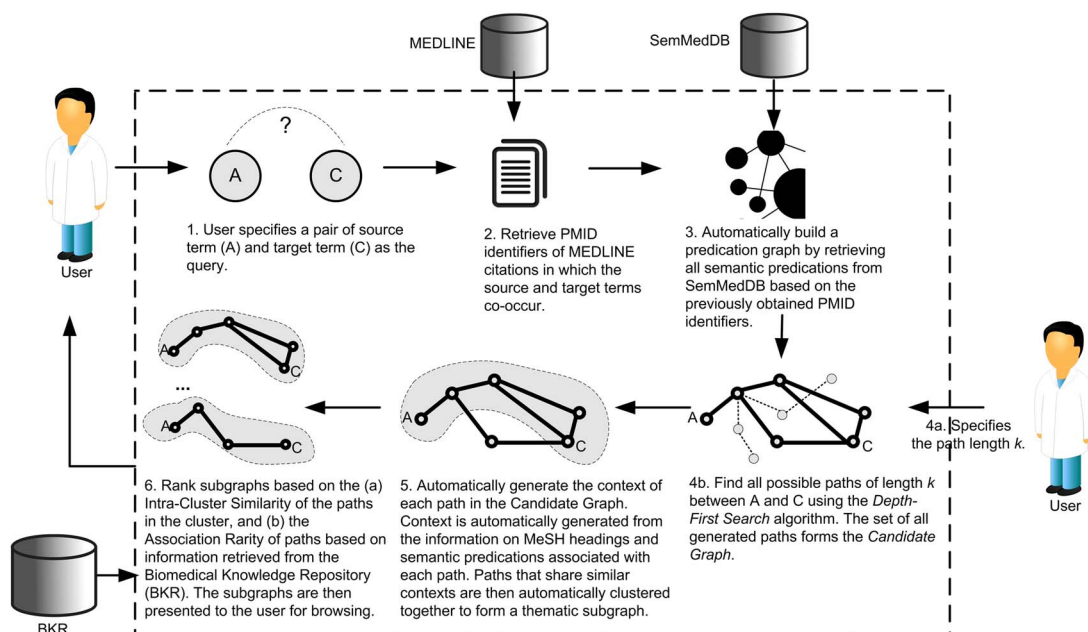 MEDLINE
SemMedDB
?
A
C
User
1. User specifies a pair of source
term (A) and target term (C) as the
query.
2. Retrieve PMID
identifiers of MEDLINE
citations in which the
source and target terms
co-occur.
3. Automatically build a
predication graph by retrieving
all semantic predications from
SemMedDB based on the
previously obtained PMID
identifiers.
A
C
...
A
C
A
C
A
C
4a. Specifies
the path length k.
User
6. Rank subgraphs based on the (a)
Intra-Cluster Similarity of the paths
in the cluster, and (b) the
Association Rarity of paths based on
information retrieved from the
Biomedical Knowledge Repository
(BKR). The subgraphs are then
presented to the user for browsing.
5. Automatically generate the context of
each path in the Candidate Graph.
Context is automatically generated from
the information on MeSH headings and
semantic predications associated with
each path. Paths that share similar
contexts are then automatically clustered
together to form a thematic subgraph.
4b. Find all possible paths of length k
between A and C using the Depth-
First Search algorithm. The set of all
generated paths forms the Candidate
Graph.
BKR